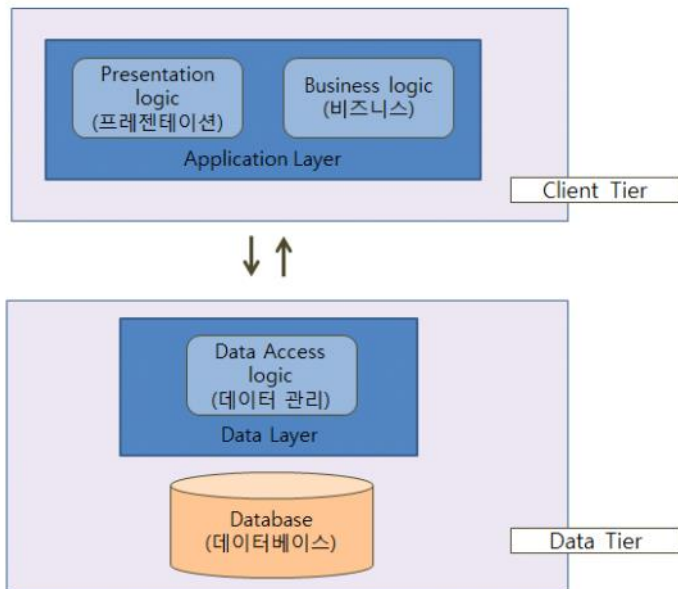 Presentation
logic
(프레젠테이션)
Business logic
(비즈니스)
Application Layer
Client Tier
Data Access
logic
(데이터 관리)
Data Layer
Database
(데이터베이스)
Data Tier